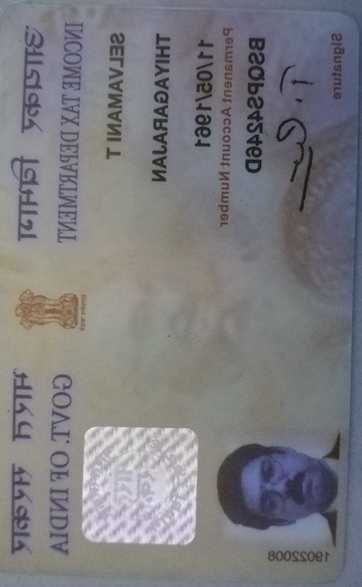 आयकर विभाग भारत सरकार
INCOME TAX DEPARTMENT GOVT. OF INDIA
SELVAMANI T
THIYAGARAJAN
11/05/1961
Permanent Account Number
BSQPS4246D
Signature
19022008